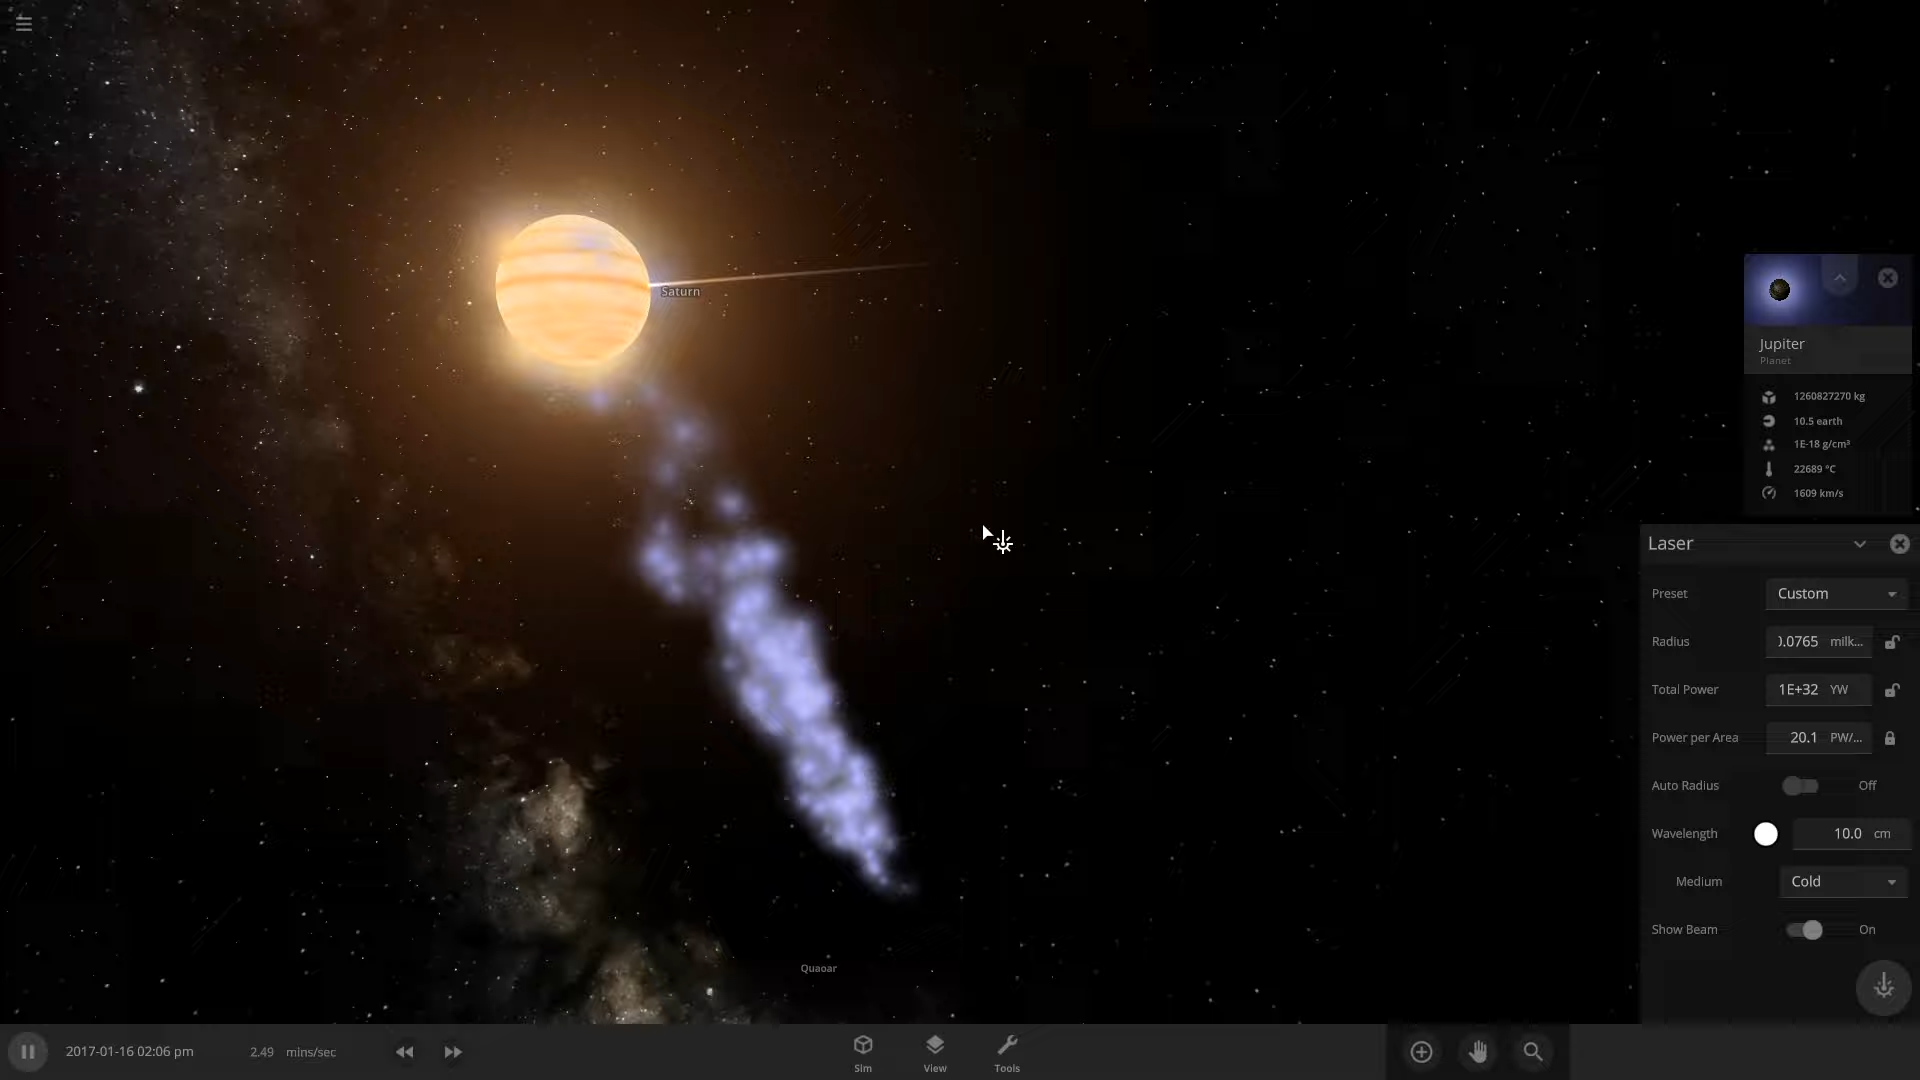 Saturn
Jupiter
Planet
1260827270 kg
10.5 earth
1E-18 g/cm³
22689 °C
1609 km/s
Laser
Preset Custom
Radius 0.0765 milk...
Total Power 1E+32 YW
Power per Area 20.1 PW/...
Auto Radius Off
Wavelength 10.0 cm
Medium Cold
Show Beam On
Quaoar
2017-01-16 02:06 pm 2.49 mins/sec
Sim View Tools